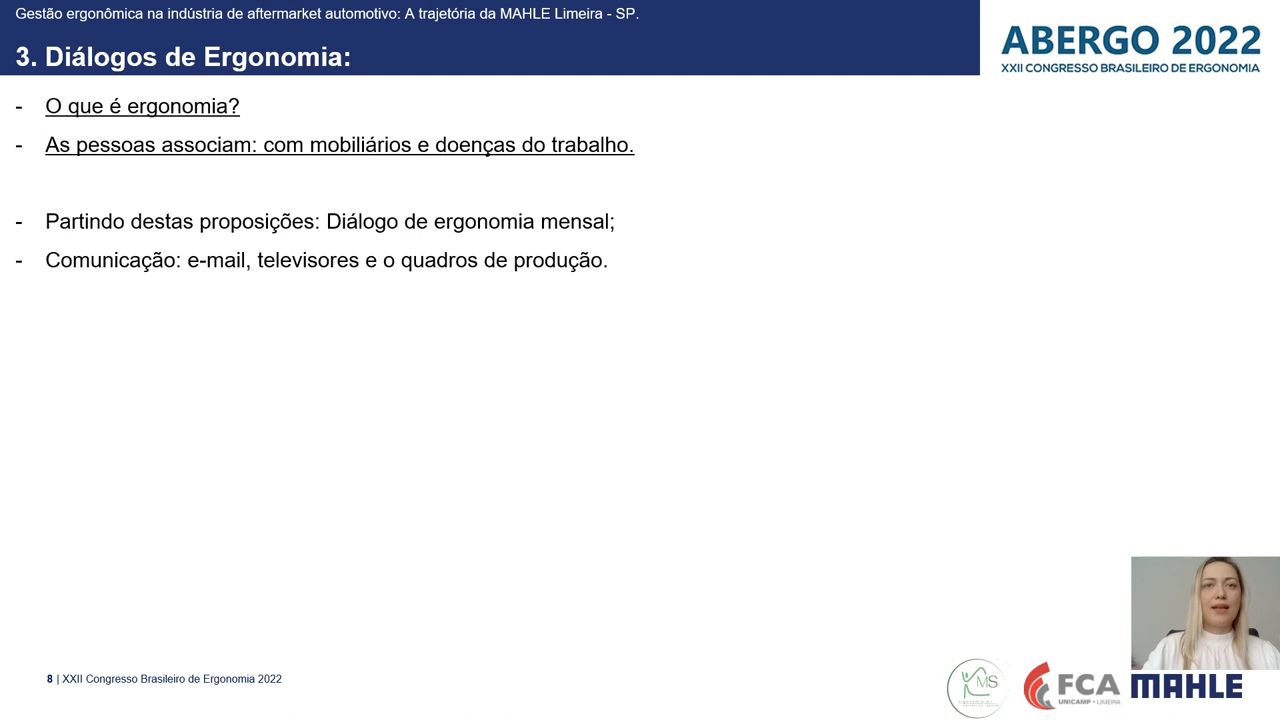 Gestão ergonômica na indústria de aftermarket automotivo: A trajetória da MAHLE Limeira - SP.
3. Diálogos de Ergonomia:
ABERGO 2022
XXII CONGRESSO BRASILEIRO DE ERGONOMIA
- O que é ergonomia?
- As pessoas associam: com mobiliários e doenças do trabalho.
- Partindo destas proposições: Diálogo de ergonomia mensal;
- Comunicação: e-mail, televisores e o quadros de produção.
8 | XXII Congresso Brasileiro de Ergonomia 2022
MS
FCA
UNICAMP • LIMEIRA
MAHLE